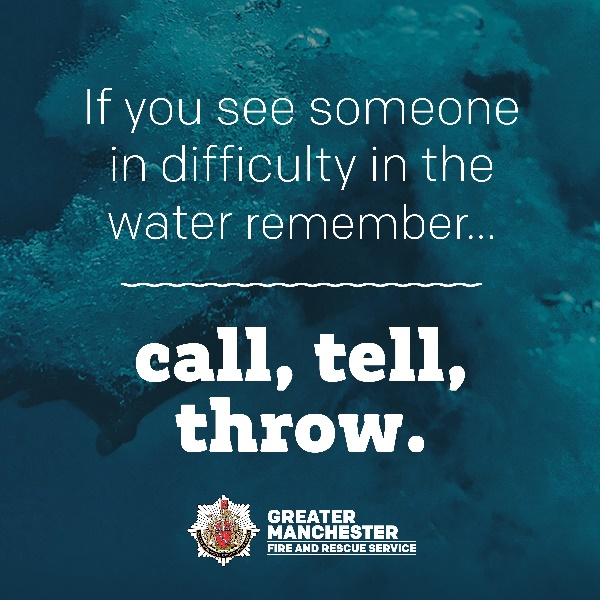 If you see someone
in difficulty in the
water remember...
call, tell,
throw.
GREATER
MANCHESTER
FIRE AND RESCUE SERVICE